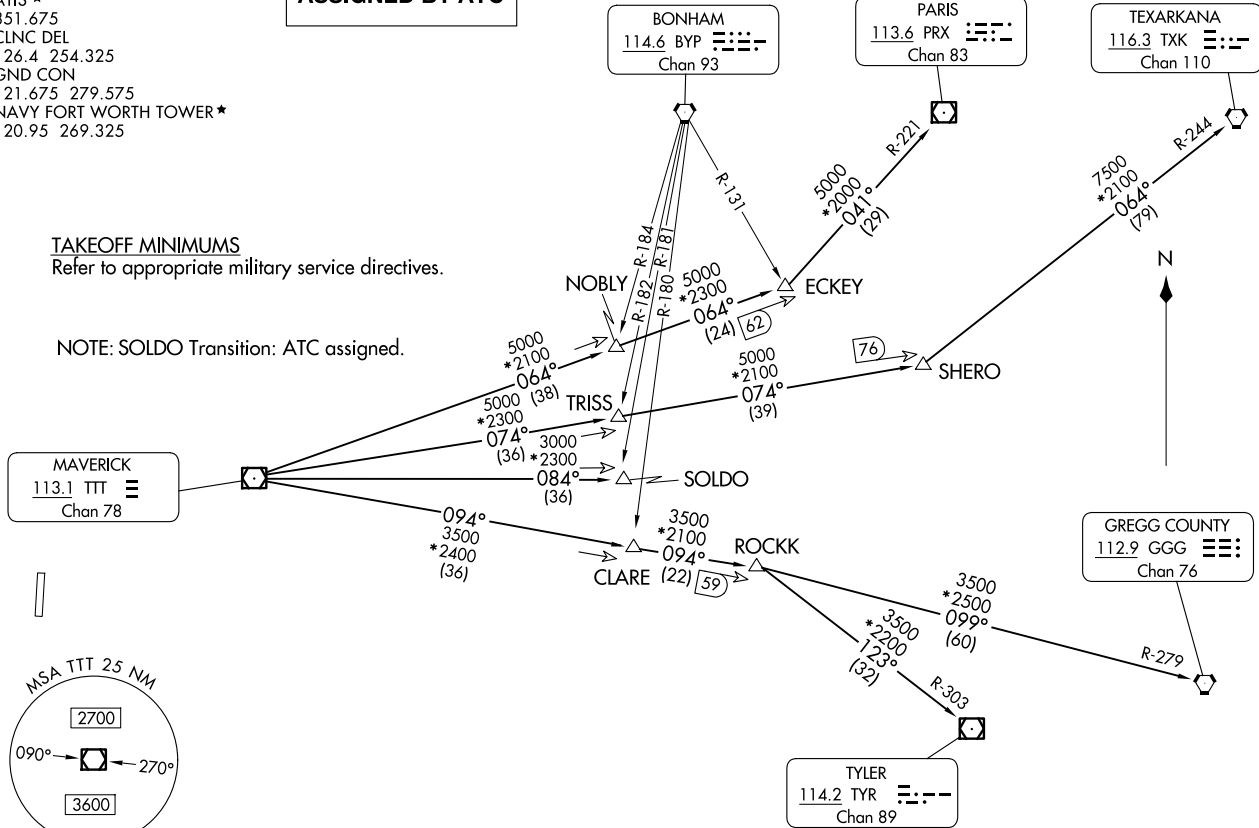 ATIS ★
351.675
CLNC DEL
26.4 254.325
GND CON
21.675 279.575
NAVY FORT WORTH TOWER ★
20.95 269.325
ASSIGNED BY ATC
BONHAM
114.6 BYP
Chan 93
PARIS
113.6 PRX
Chan 83
TEXARKANA
116.3 TXK
Chan 110
TAKEOFF MINIMUMS
Refer to appropriate military service directives.
NOTE: SOLDO Transition: ATC assigned.
R-221
R-244
R-131
R-184
R-181
R-182
R-180
5000
*2000
041°
(29)
7500
*2100
064°
(79)
N
NOBLY
5000
*2300
064°
(24)
62
ECKEY
5000
*2100
064°
(38)
76
SHERO
5000
*2100
074°
(39)
TRISS
5000
*2300
074°
(36)
3000
*2300
084°
(36)
SOLDO
MAVERICK
113.1 TTT
Chan 78
094°
3500
*2400
(36)
CLARE
3500
*2100
094°
(22)
59
ROCKK
GREGG COUNTY
112.9 GGG
Chan 76
3500
*2500
099°
(60)
R-279
3500
*2200
123°
(32)
R-303
MSA TTT 25 NM
2700
090°
270°
3600
TYLER
114.2 TYR
Chan 89